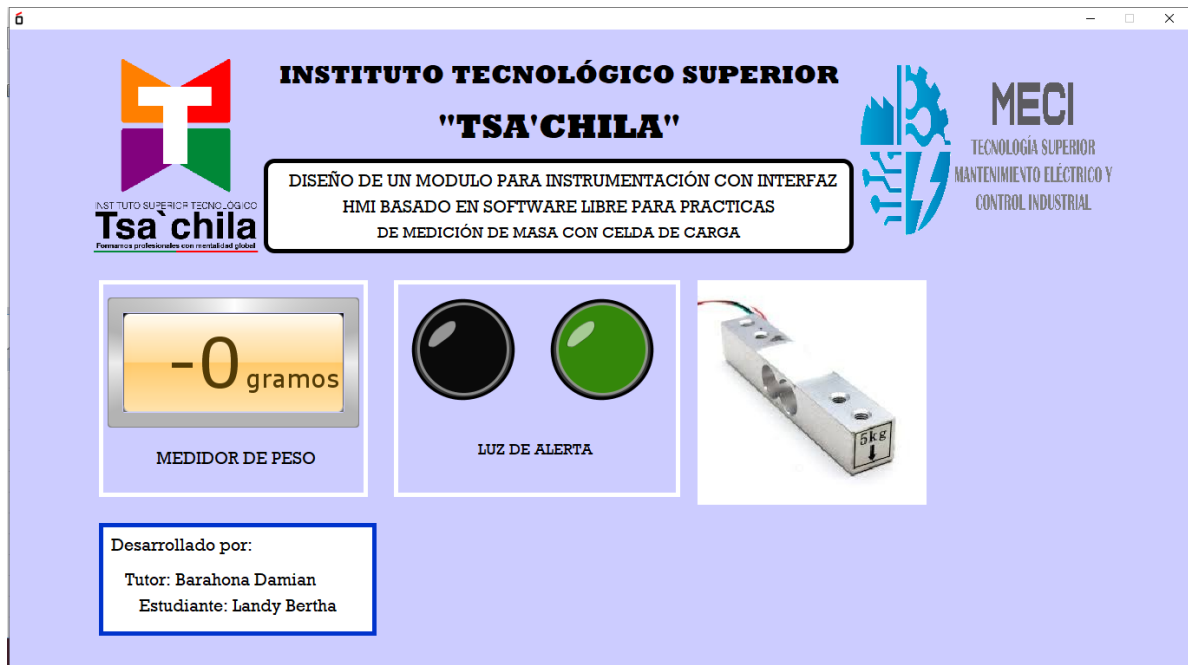 INSTITUTO TECNOLÓGICO SUPERIOR
"TSA'CHILA"
DISEÑO DE UN MODULO PARA INSTRUMENTACIÓN CON INTERFAZ
HMI BASADO EN SOFTWARE LIBRE PARA PRACTICAS
DE MEDICIÓN DE MASA CON CELDA DE CARGA
T
INST TUTO SUPERIOR TECNOLÓGICO
Tsa`chila
Formamos profesionales con mentalidad global
MECI
TECNOLOGÍA SUPERIOR
MANTENIMIENTO ELÉCTRICO Y
CONTROL INDUSTRIAL
-0 gramos
MEDIDOR DE PESO
LUZ DE ALERTA
5kg
Desarrollado por:
Tutor: Barahona Damian
Estudiante: Landy Bertha